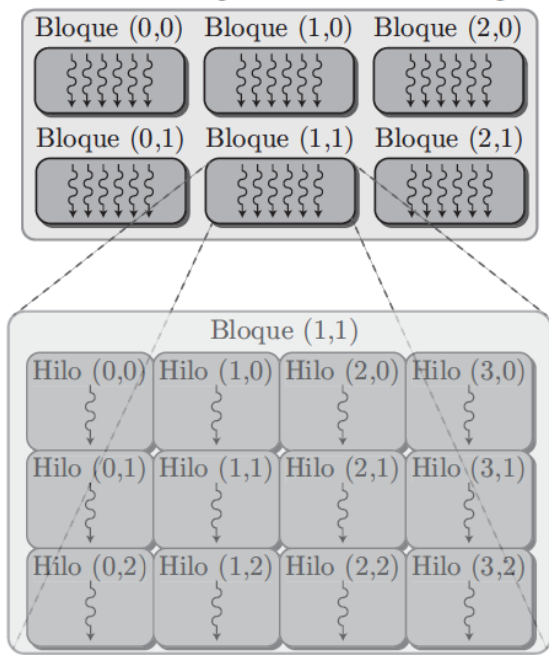 Bloque (0,0) Bloque (1,0) Bloque (2,0)
Bloque (0,1) Bloque (1,1) Bloque (2,1)
Bloque (1,1)
Hilo (0,0) Hilo (1,0) Hilo (2,0) Hilo (3,0)
Hilo (0,1) Hilo (1,1) Hilo (2,1) Hilo (3,1)
Hilo (0,2) Hilo (1,2) Hilo (2,2) Hilo (3,2)